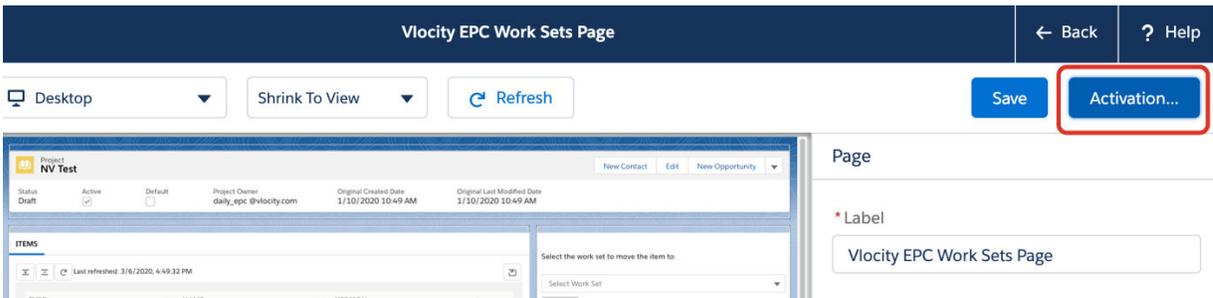 Vlocity EPC Work Sets Page
← Back
? Help
Desktop
Shrink To View
Refresh
Save
Activation...
Project
NV Test
New Contact
Edit
New Opportunity
Status
Active
Default
Project Owner
Original Created Date
Original Last Modified Date
Draft
daily_epc @vlocity.com
1/10/2020 10:49 AM
1/10/2020 10:49 AM
ITEMS
Last refreshed: 3/6/2020, 4:49:32 PM
Select the work set to move the item to:
Select Work Set
Page
* Label
Vlocity EPC Work Sets Page